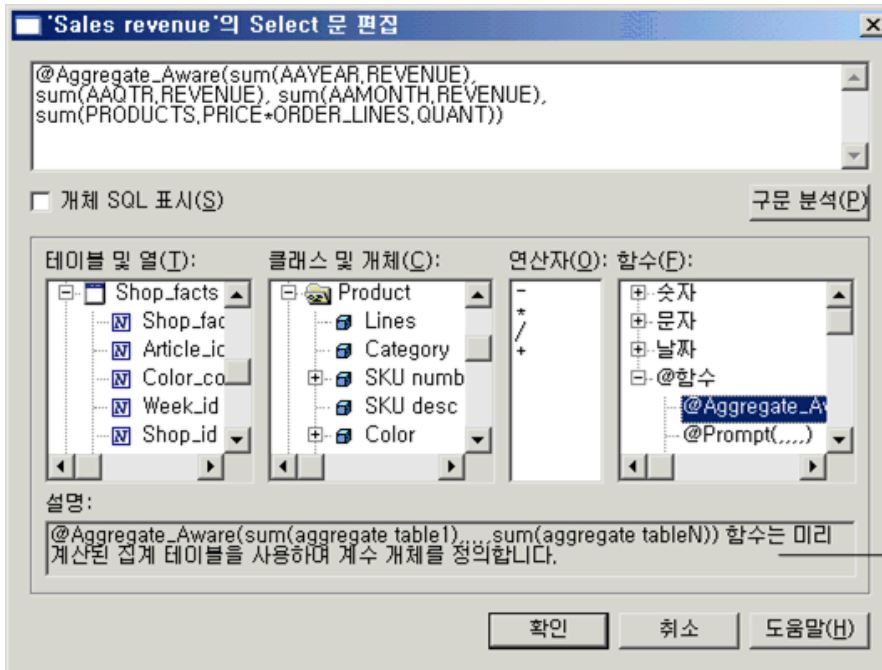 'Sales revenue'의 Select 문 편집
@Aggregate_Aware(sum(AAYEAR,REVENUE),
sum(AAQTR,REVENUE), sum(AAMONTH,REVENUE),
sum(PRODUCTS,PRICE*ORDER_LINES,QUANT))
개체 SQL 표시(S)
구문 분석(P)
테이블 및 열(T):
Shop_facts
Shop_fac
Article_id
Color_co
Week_id
Shop_id
클래스 및 개체(C):
Product
Lines
Category
SKU numb
SKU desc
Color
연산자(O):
-
*
/
+
함수(F):
숫자
문자
날짜
@함수
@Aggregate_Aw
@Prompt(,,,,)
설명:
@Aggregate_Aware(sum(aggregate table1),,,,,sum(aggregate tableN)) 함수는 미리
계산된 집계 테이블을 사용하며 계수 개체를 정의합니다.
확인
취소
도움말(H)